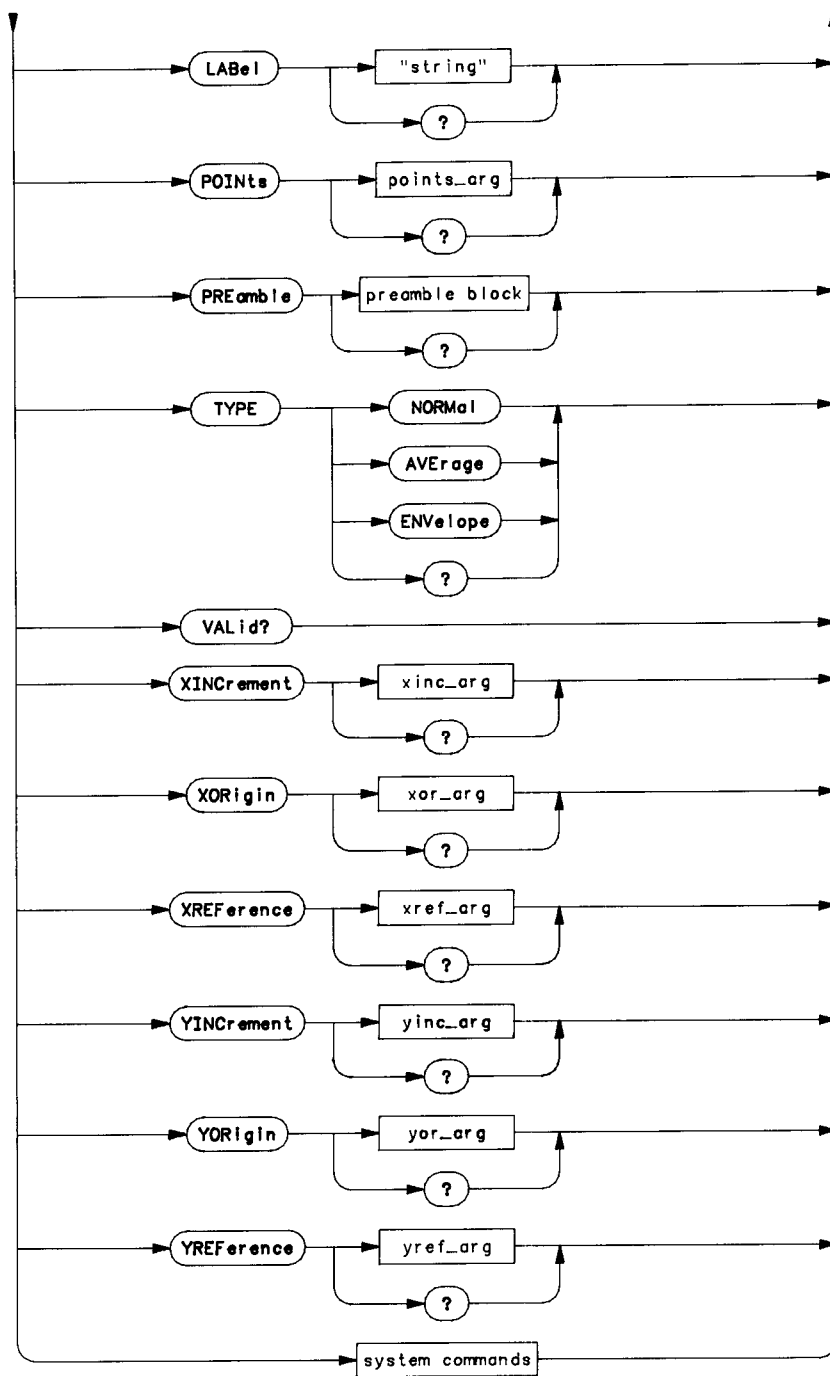 LABel "string"
?
POINts points_arg
?
PREamble preamble block
?
TYPE NORMal
AVErage
ENVelope
?
VALid?
XINCrement xinc_arg
?
XORigin xor_arg
?
XREFerence xref_arg
?
YINCrement yinc_arg
?
YORigin yor_arg
?
YREFerence yref_arg
?
system commands